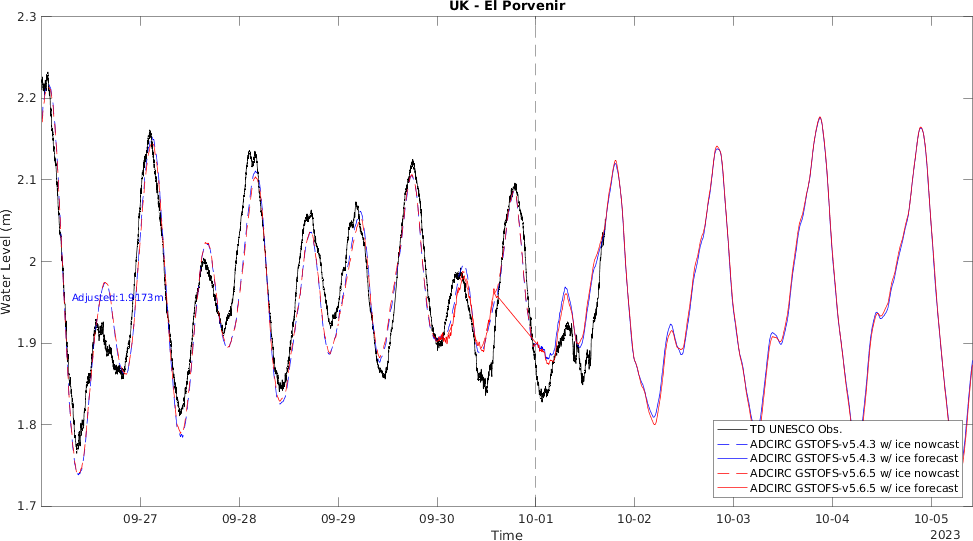 UK - El Porvenir
2.3
2.2
2.1
2
1.9
1.8
1.7
Water Level (m)
Adjusted:1.9173m
TD UNESCO Obs.
ADCIRC GSTOFS-v5.4.3 w/ ice nowcast
ADCIRC GSTOFS-v5.4.3 w/ ice forecast
ADCIRC GSTOFS-v5.6.5 w/ ice nowcast
ADCIRC GSTOFS-v5.6.5 w/ ice forecast
09-27 09-28 09-29 09-30 10-01 10-02 10-03 10-04 10-05
Time
2023